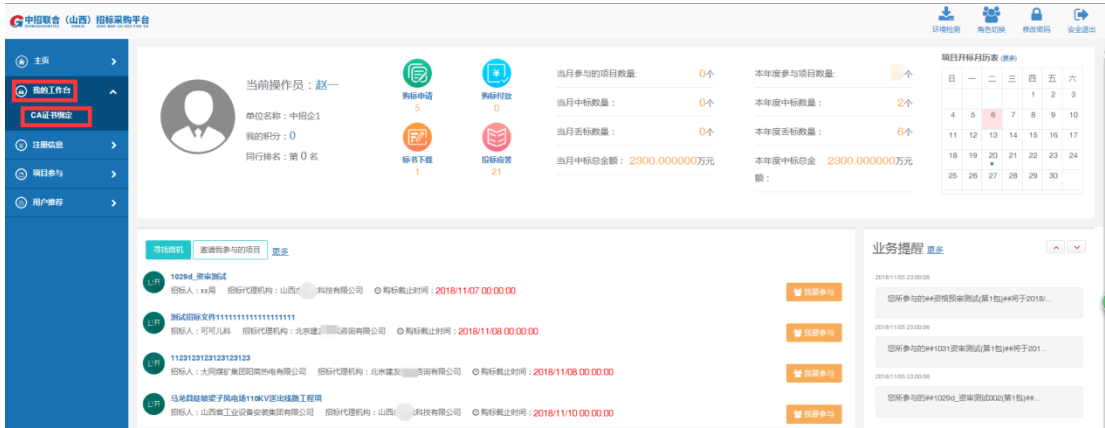 中招联合（山西）招标采购平台
环境检测 角色切换 修改密码 安全退出
主页
我的工作台
CA证书绑定
注册信息
项目参与
用户推荐
当前操作员：赵一
单位名称：中招企1
我的积分：0
同行排名：第 0 名
购标申请
5
购标付款
0
标书下载
1
投标应答
21
当月参与的项目数量: 0个
当月中标数量： 0个
当月丢标数量： 0个
当月中标总金额： 2300.000000万元
本年度参与项目数量: 个
本年度中标数量： 2个
本年度丢标数量： 6个
本年度中标总金额： 2300.000000万元
项目开标月历表 (更多)
日 一 二 三 四 五 六
1 2 3
4 5 6 7 8 9 10
11 12 13 14 15 16 17
18 19 20 21 22 23 24
25 26 27 28 29 30
寻找商机 邀请我参与的项目 更多
公开 1029d_资审测试
招标人：xx局 招标代理机构：山西 科技有限公司 购标截止时间：2018/11/07 00:00:00 我要参与
公开 测试招标文件1111111111111111111
招标人：可可儿科 招标代理机构：北京建 咨询有限公司 购标截止时间：2018/11/08 00:00:00 我要参与
公开 1123123123123123123
招标人：大同煤矿集团阳高热电有限公司 招标代理机构：北京建友 咨询有限公司 购标截止时间：2018/11/08 00:00:00 我要参与
公开 马龙县陡坡梁子风电场110KV送出线路工程项
招标人：山西省工业设备安装集团有限公司 招标代理机构：山西 科技有限公司 购标截止时间：2018/11/10 00:00:00 我要参与
业务提醒 更多
2018/11/05 23:00:06
您所参与的##资格预审测试(第1包)##将于2018/...
2018/11/05 23:00:06
您所参与的##1031资审测试(第1包)##将于201...
2018/11/05 23:00:06
您所参与的##1029d_资审测试002(第1包)##...